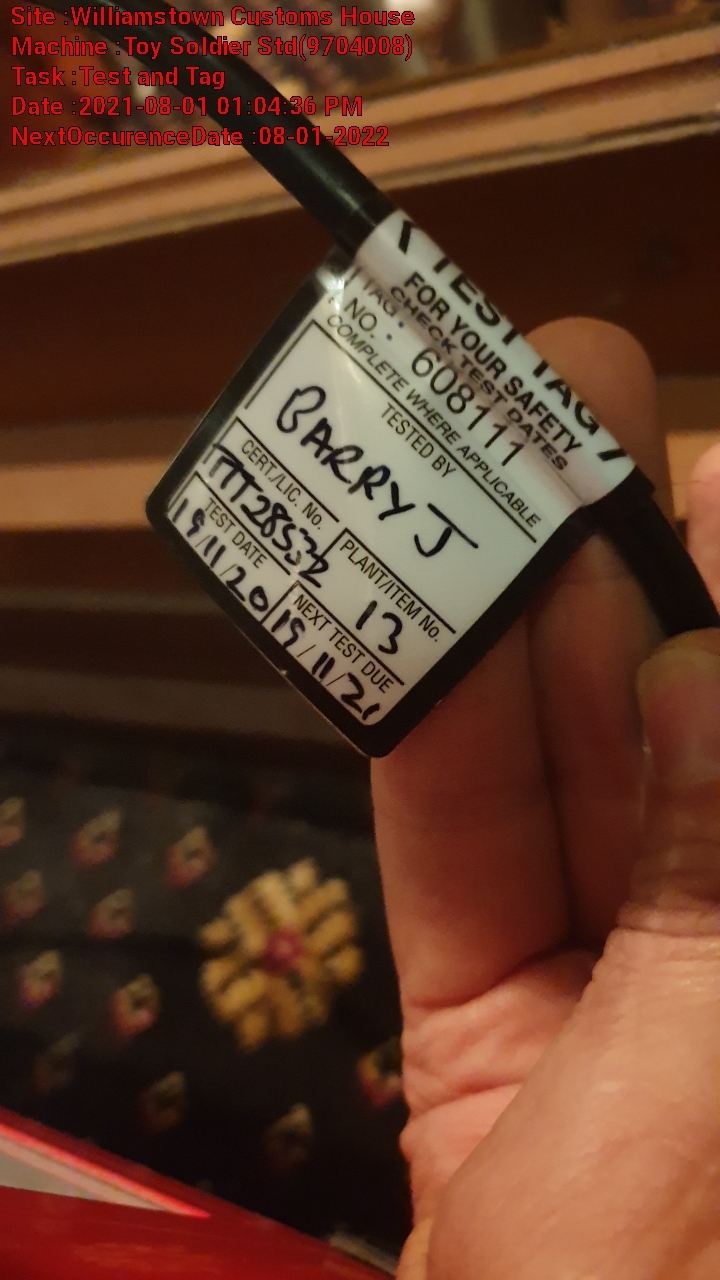 Site :Williamstown Customs House
Machine :Toy Soldier Std(9704008)
Task :Test and Tag
Date :2021-08-01 01:04:36 PM
NextOccurenceDate :08-01-2022
TEST TAG
FOR YOUR SAFETY
CHECK TEST DATES
TAG
NO. 608111
COMPLETE WHERE APPLICABLE
TESTED BY
BARRY J
CERT./LIC. No.
PLANT/ITEM No.
13
TEST DATE
19/11/20
NEXT TEST DUE
19/11/21